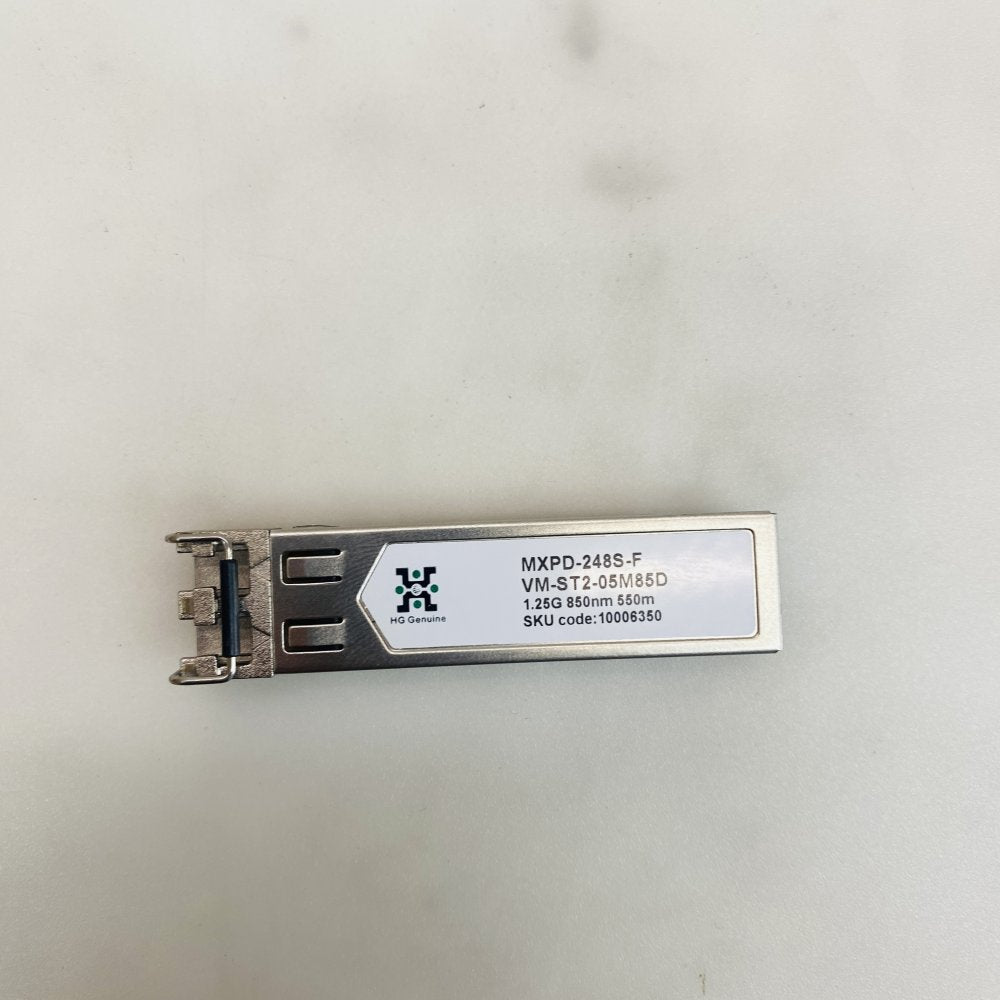 MXPD-248S-F
VM-ST2-05M85D
1.25G 850nm 550m
SKU code:10006350
HG Genuine